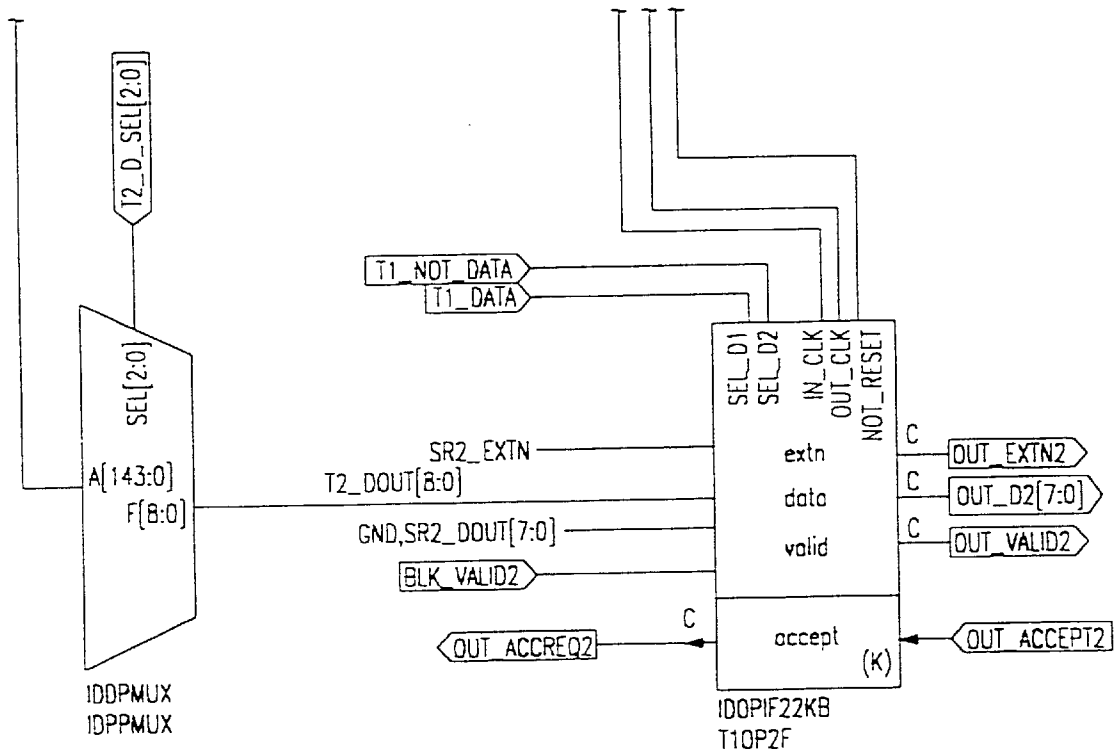 T2_D_SEL[2:0]
SEL[2:0]
A[143:0]
F[8:0]
IDDPMUX
IDPPMUX
T1_NOT_DATA
T1_DATA
SEL_D1
SEL_D2
IN_CLK
OUT_CLK
NOT_RESET
SR2_EXTN
T2_DOUT[8:0]
GND,SR2_DOUT[7:0]
BLK_VALID2
extn
data
valid
C
OUT_EXTN2
C
OUT_D2[7:0]
C
OUT_VALID2
C
OUT_ACCREQ2
accept
(K)
OUT_ACCEPT2
IDOPIF22KB
T1OP2F